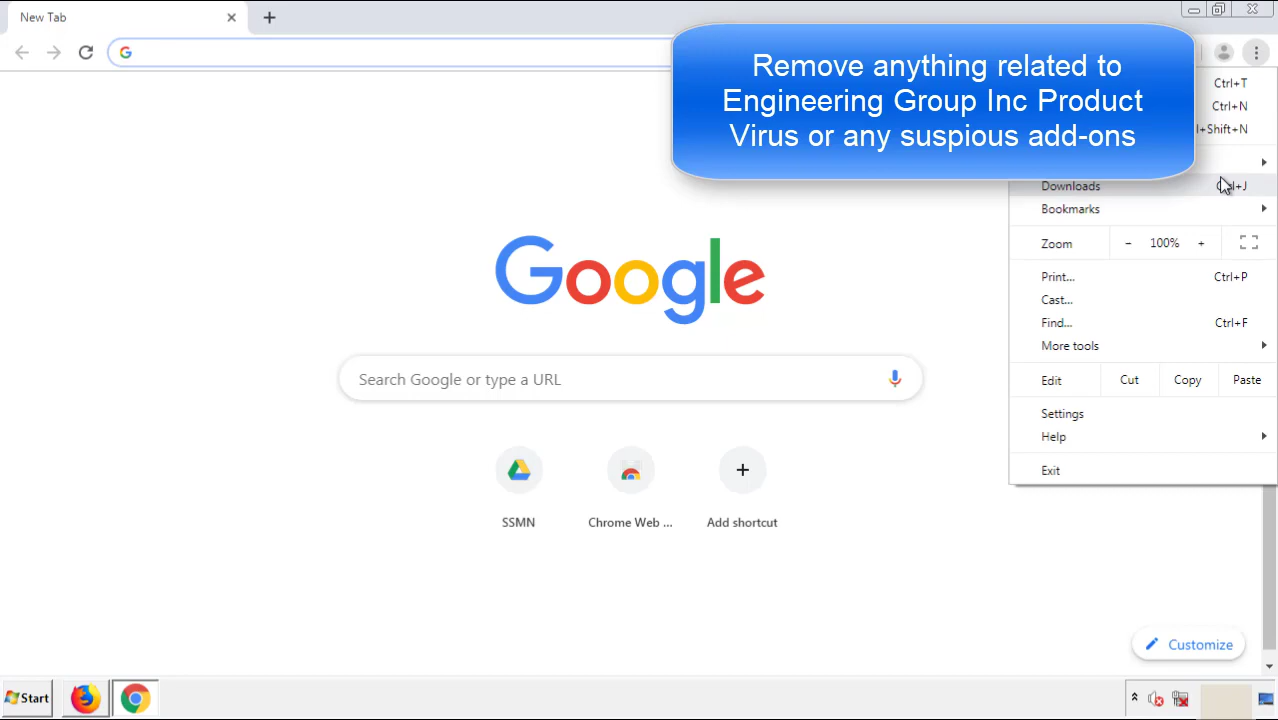 New Tab
Remove anything related to
Engineering Group Inc Product
Virus or any suspious add-ons
Ctrl+T
Ctrl+N
l+Shift+N
Downloads
Bookmarks
Zoom - 100% +
Print... Ctrl+P
Cast...
Find... Ctrl+F
More tools
Edit Cut Copy Paste
Settings
Help
Exit
Google
Search Google or type a URL
SSMN Chrome Web ... Add shortcut
Customize
Start